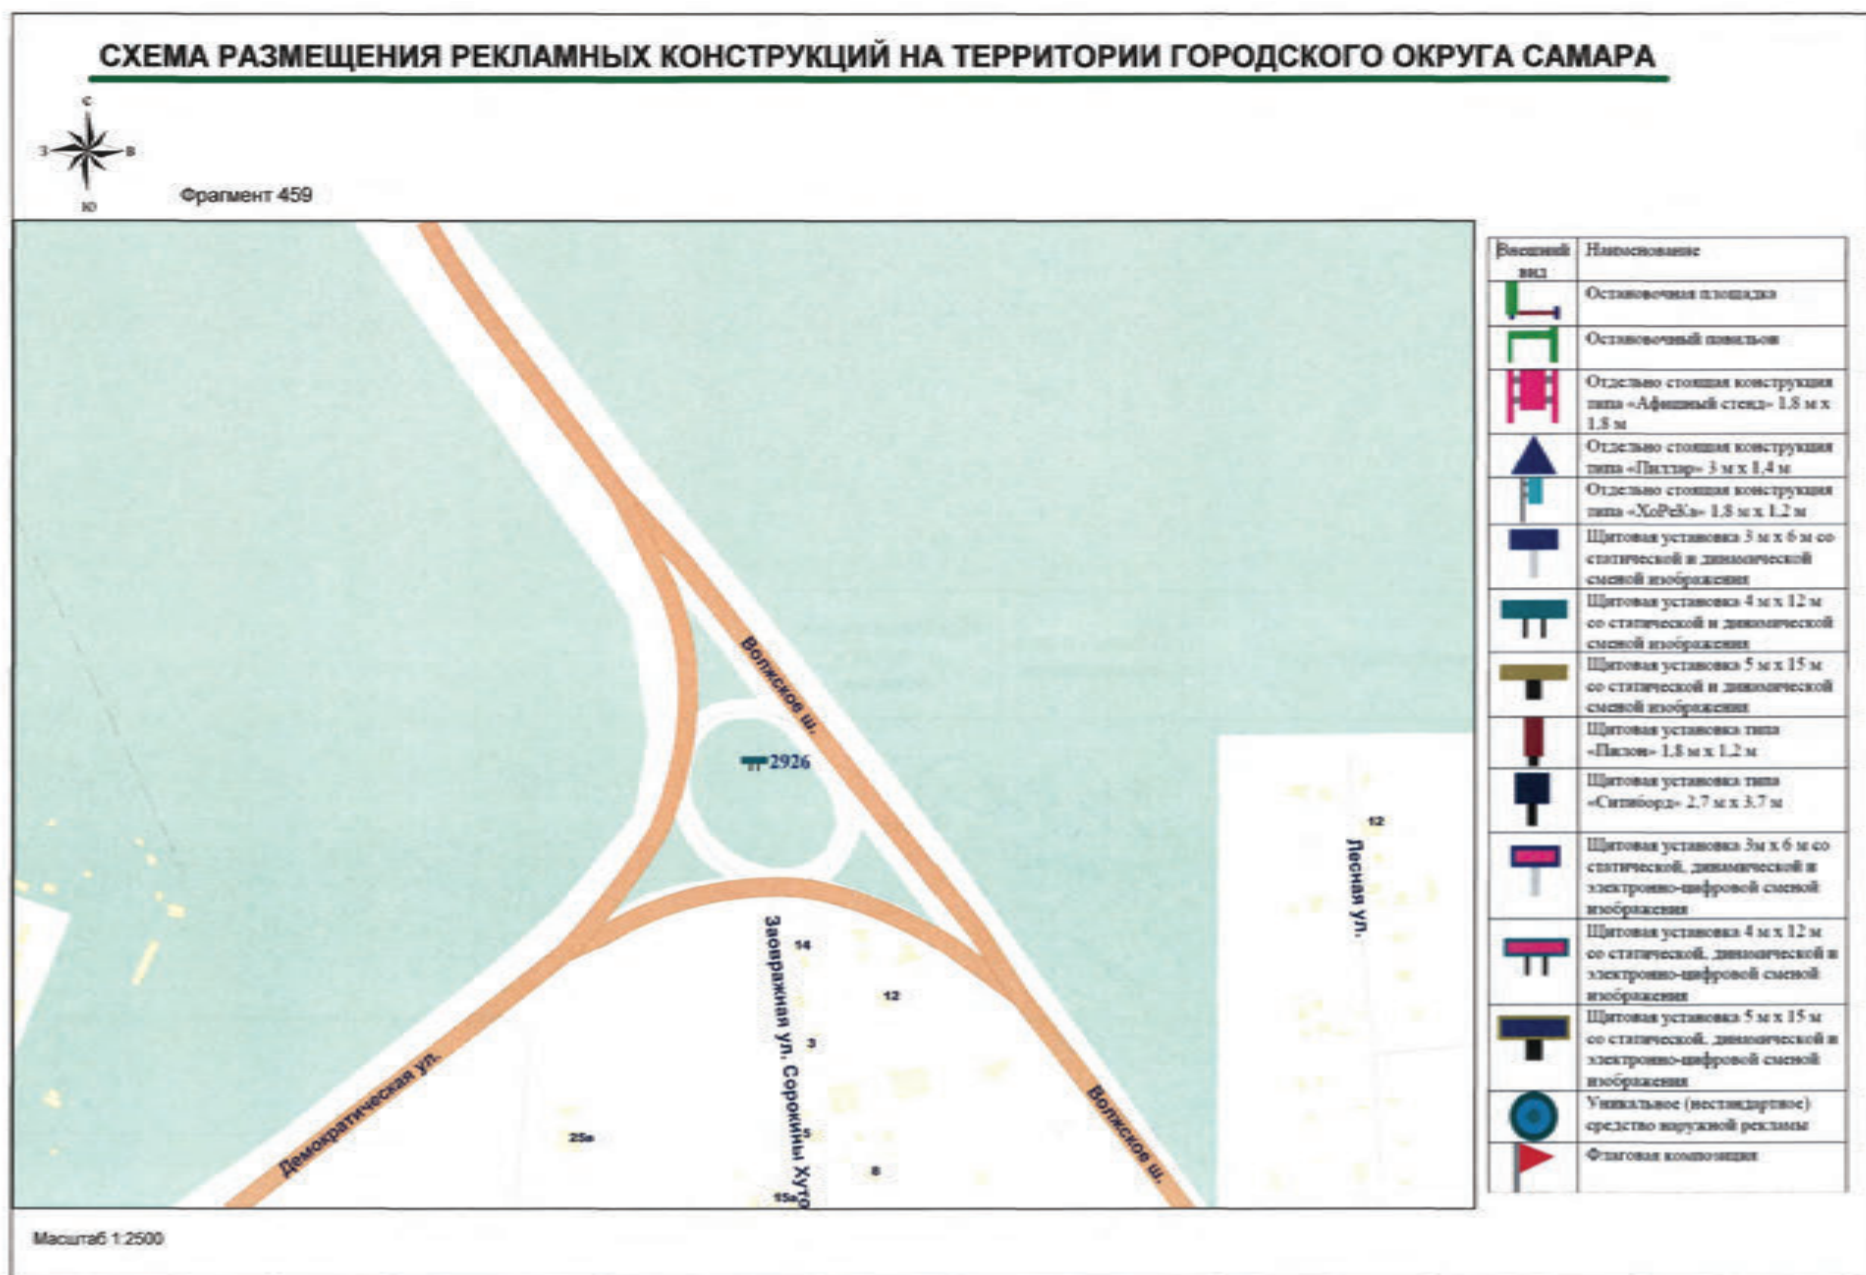 СХЕМА РАЗМЕЩЕНИЯ РЕКЛАМНЫХ КОНСТРУКЦИЙ НА ТЕРРИТОРИИ ГОРОДСКОГО ОКРУГА САМАРА
С
З
В
Ю
Фрагмент 459
Волжское ш.
2926
12
Лесная ул.
Заовражная ул. Сорокины Хуто
14
12
3
5
8
15а
25в
Демократическая ул.
Волжское ш.
Внешний вид
Наименование
Остановочная площадка
Остановочный павильон
Отдельно стоящая конструкция
типа «Афишный стенд» 1,8 м х
1,8 м
Отдельно стоящая конструкция
типа «Пиллар» 3 м х 1,4 м
Отдельно стоящая конструкция
типа «ХоРеКа» 1,8 м х 1,2 м
Щитовая установка 3 м х 6 м со
статической и динамической
сменой изображения
Щитовая установка 4 м х 12 м
со статической и динамической
сменой изображения
Щитовая установка 5 м х 15 м
со статической и динамической
сменой изображения
Щитовая установка типа
«Пилон» 1,8 м х 1,2 м
Щитовая установка типа
«Ситиборд» 2,7 м х 3,7 м
Щитовая установка 3м х 6 м со
статической, динамической и
электронно-цифровой сменой
изображения
Щитовая установка 4 м х 12 м
со статической, динамической и
электронно-цифровой сменой
изображения
Щитовая установка 5 м х 15 м
со статической, динамической и
электронно-цифровой сменой
изображения
Уникальное (нестандартное)
средство наружной рекламы
Флаговая композиция
Масштаб 1:2500